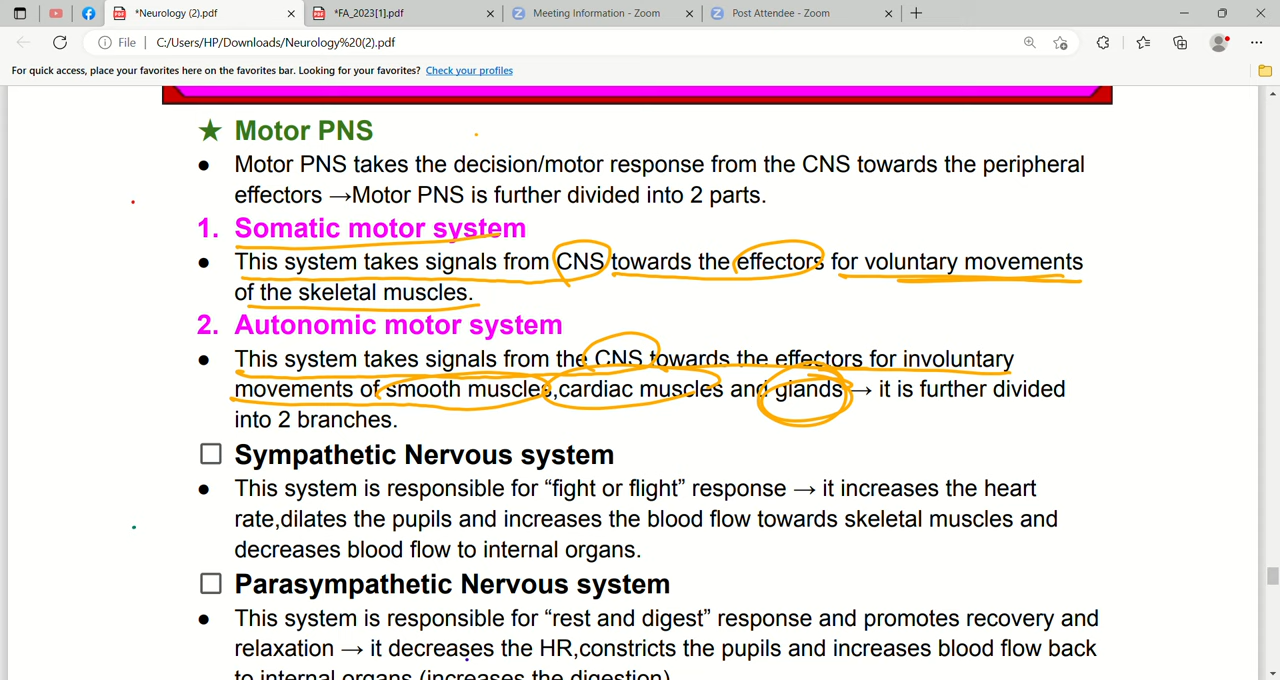 *Neurology (2).pdf
*FA_2023[1].pdf
Meeting Information - Zoom
Post Attendee - Zoom
File
C:/Users/HP/Downloads/Neurology%20(2).pdf
For quick access, place your favorites here on the favorites bar. Looking for your favorites? Check your profiles
★ Motor PNS
● Motor PNS takes the decision/motor response from the CNS towards the peripheral
effectors →Motor PNS is further divided into 2 parts.
1. Somatic motor system
● This system takes signals from CNS towards the effectors for voluntary movements
of the skeletal muscles.
2. Autonomic motor system
● This system takes signals from the CNS towards the effectors for involuntary
movements of smooth muscles,cardiac muscles and glands → it is further divided
into 2 branches.
☐ Sympathetic Nervous system
● This system is responsible for “fight or flight” response → it increases the heart
rate,dilates the pupils and increases the blood flow towards skeletal muscles and
decreases blood flow to internal organs.
☐ Parasympathetic Nervous system
● This system is responsible for “rest and digest” response and promotes recovery and
relaxation → it decreases the HR,constricts the pupils and increases blood flow back
to internal organs (increases the digestion)